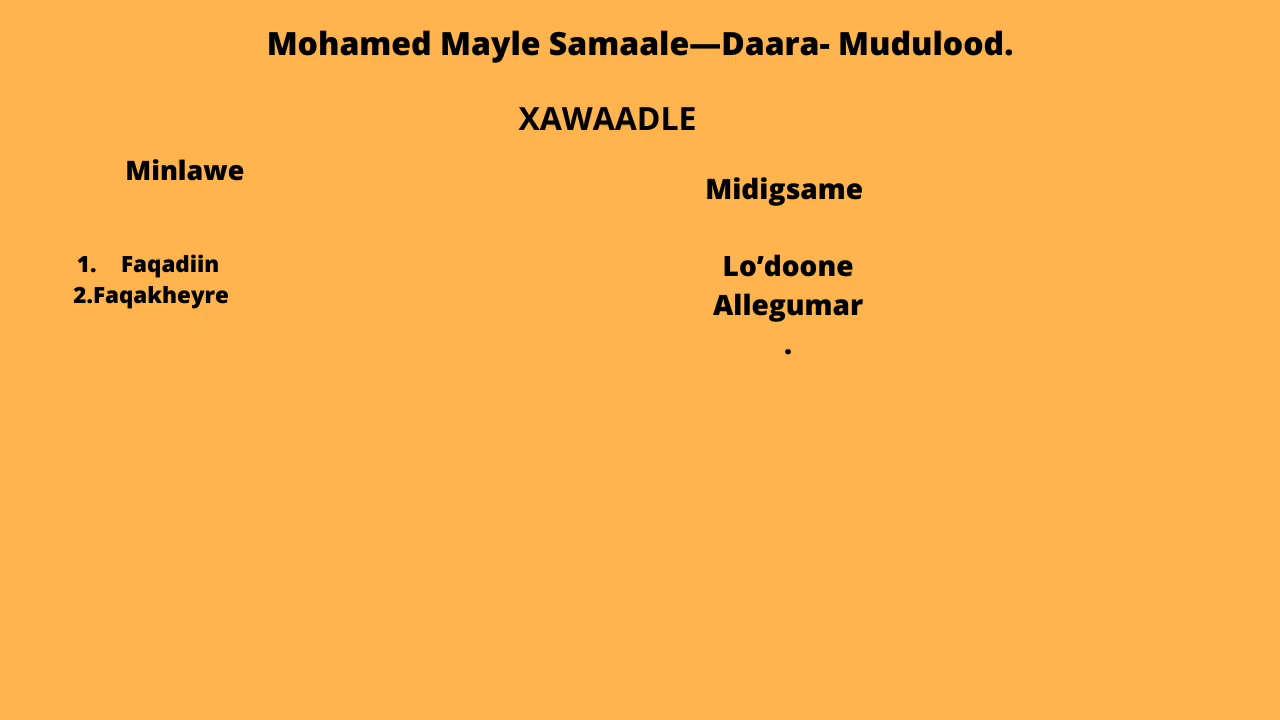 Mohamed Mayle Samaale—Daara- Mudulood.
XAWAADLE
Minlawe
Midigsame
1. Faqadiin
2.Faqakheyre
Lo’doone
Allegumar
.